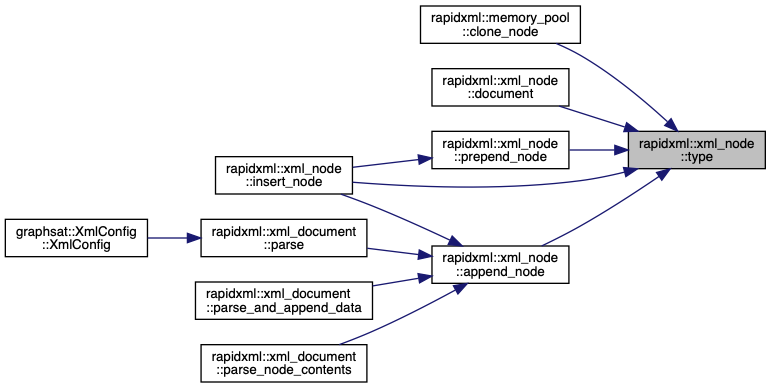 rapidxml::memory_pool
::clone_node
rapidxml::xml_node
::document
rapidxml::xml_node
::prepend_node
rapidxml::xml_node
::type
rapidxml::xml_node
::insert_node
graphsat::XmlConfig
::XmlConfig
rapidxml::xml_document
::parse
rapidxml::xml_node
::append_node
rapidxml::xml_document
::parse_and_append_data
rapidxml::xml_document
::parse_node_contents